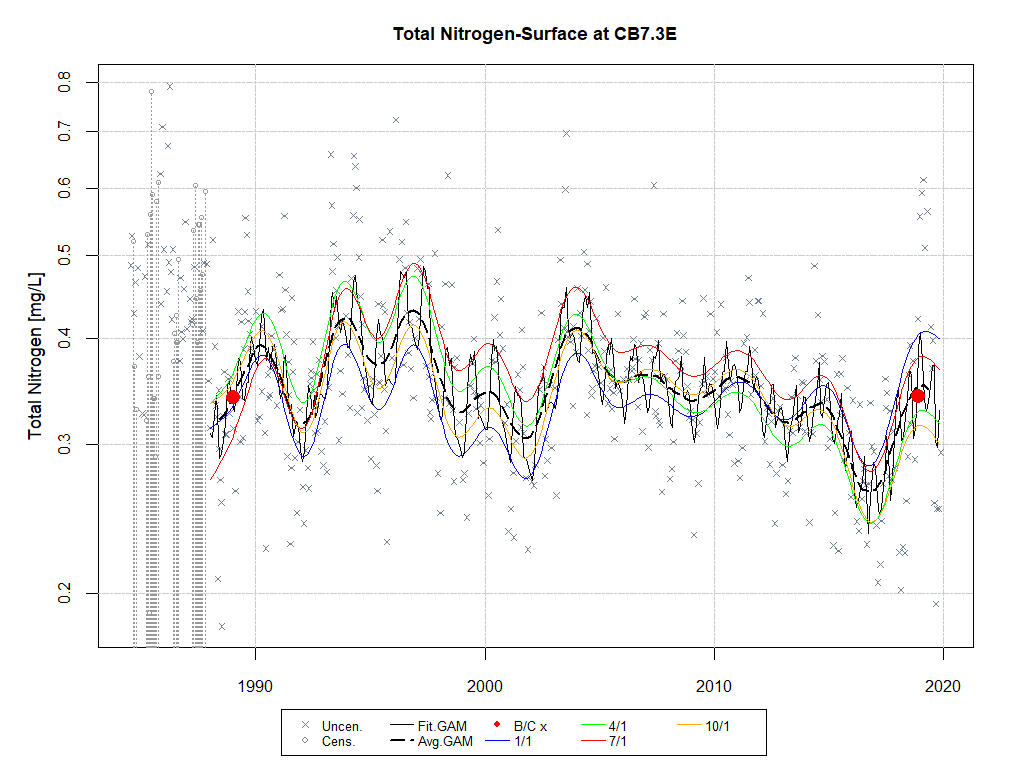 Total Nitrogen-Surface at CB7.3E
Total Nitrogen [mg/L]
0.8
0.7
0.6
0.5
0.4
0.3
0.2
1990 2000 2010 2020
Uncen. Fit.GAM B/C x 4/1 10/1
Cens. Avg.GAM 1/1 7/1